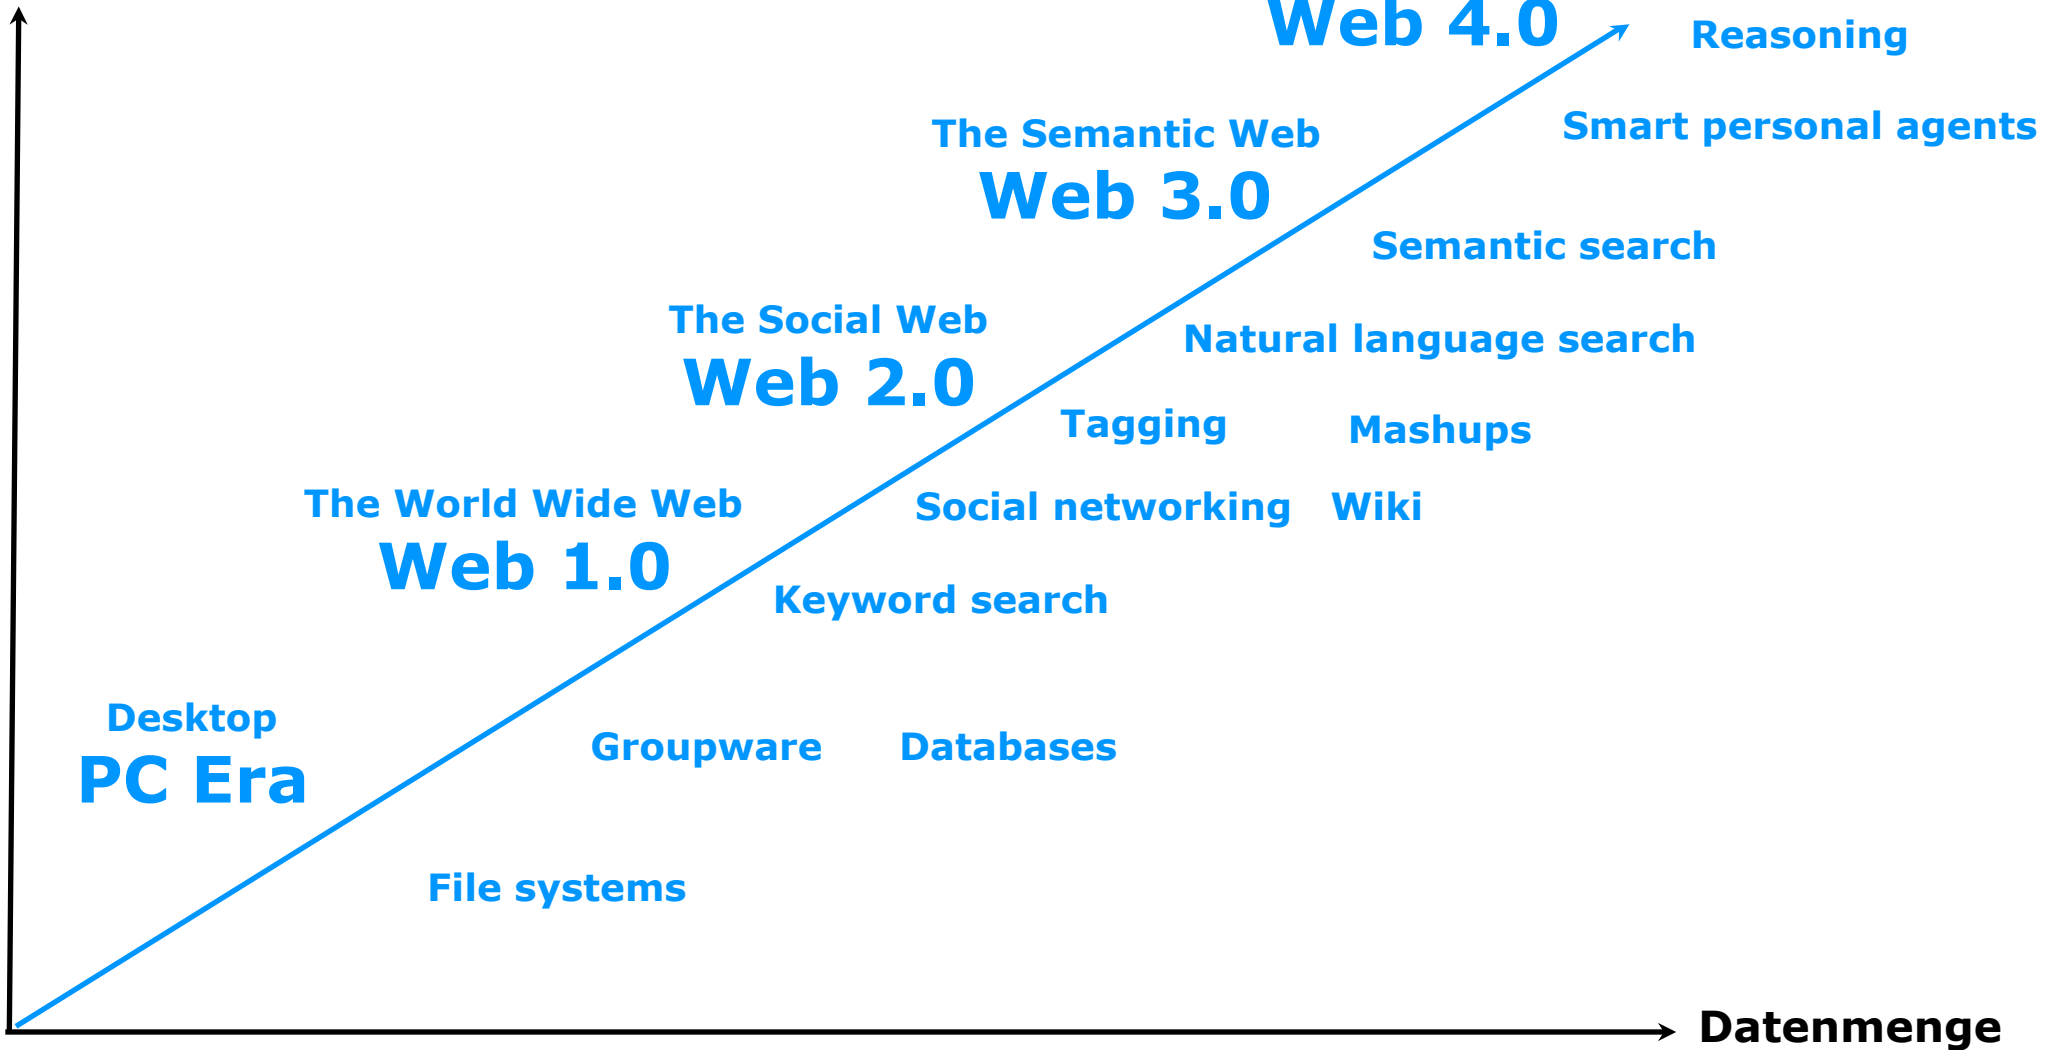 Web 4.0
Reasoning
Smart personal agents
The Semantic Web
Web 3.0
Semantic search
The Social Web
Web 2.0
Natural language search
Tagging
Mashups
The World Wide Web
Web 1.0
Social networking
Wiki
Keyword search
Desktop
PC Era
Groupware
Databases
File systems
Datenmenge